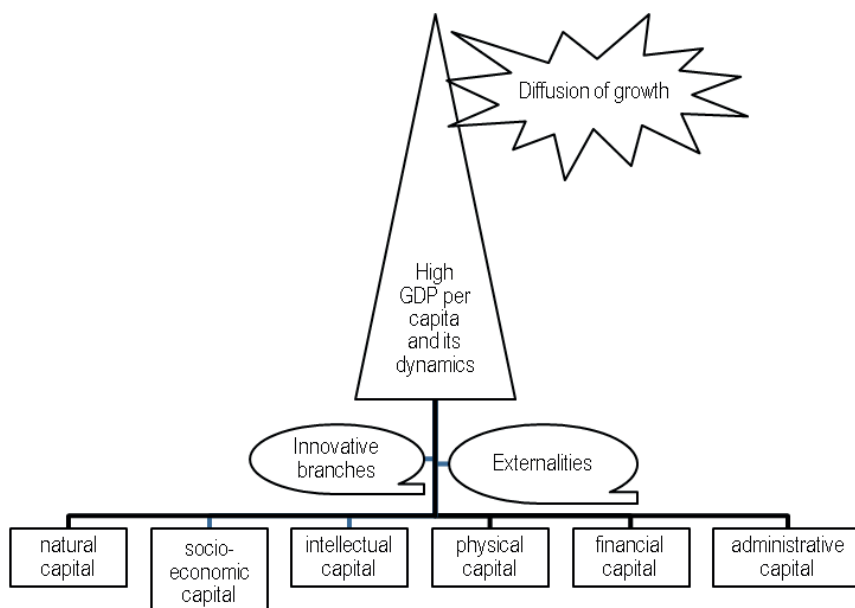 Diffusion of growth
High
GDP per
capita
and its
dynamics
Innovative
branches
Externalities
natural
capital
socio-
economic
capital
intellectual
capital
physical
capital
financial
capital
administrative
capital